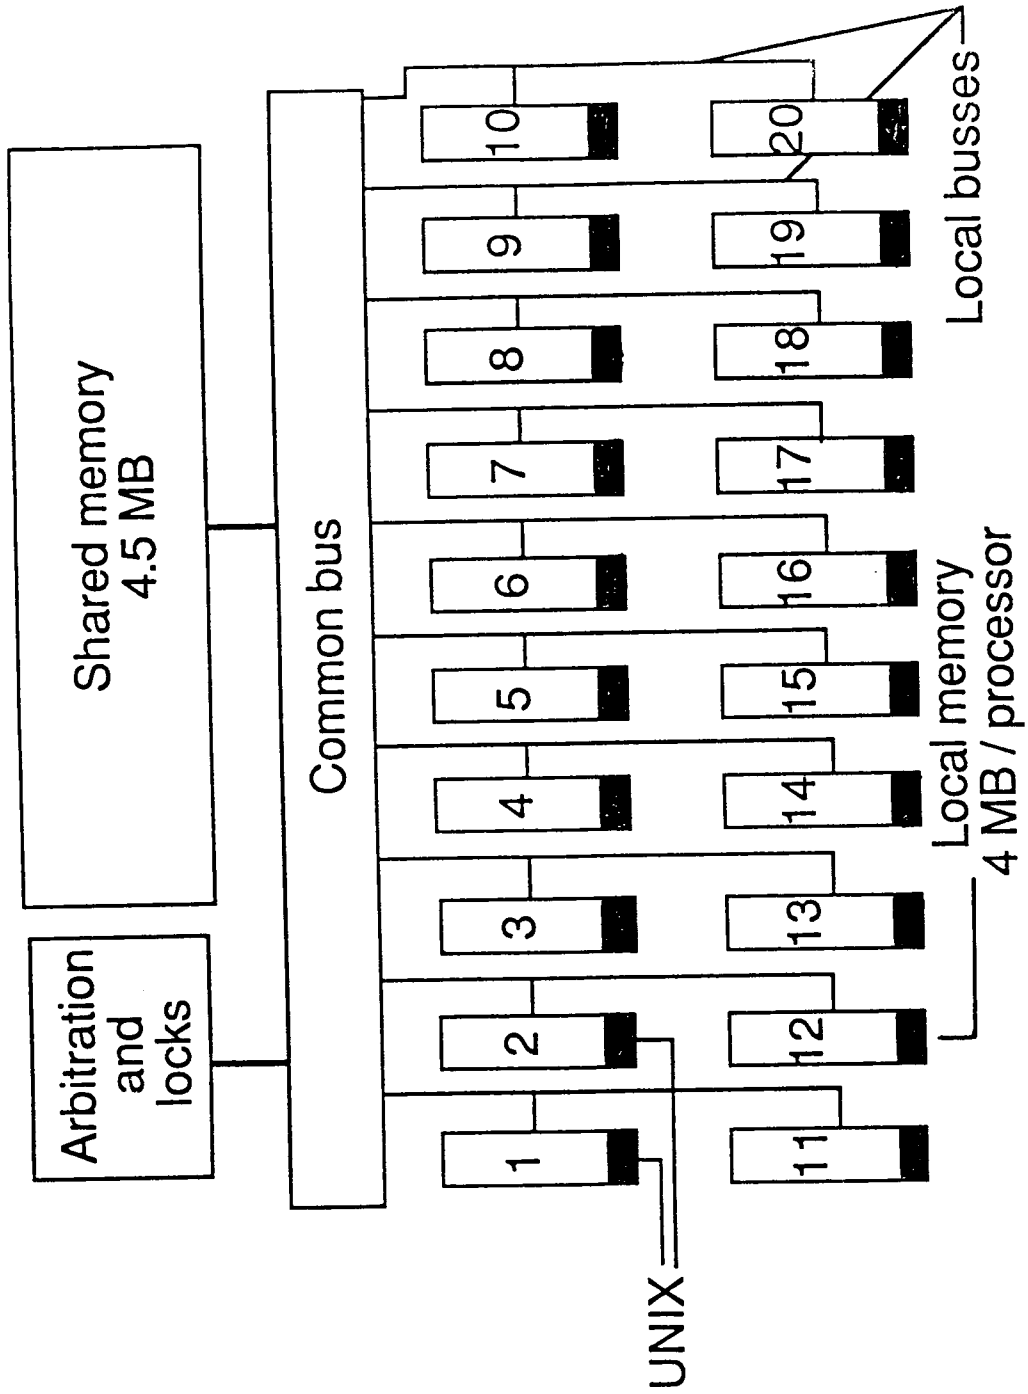 Shared memory
4.5 MB
Arbitration
and
locks
Common bus
1
2
3
4
5
6
7
8
9
10
11
12
13
14
15
16
17
18
19
20
UNIX
Local memory
4 MB / processor
Local busses